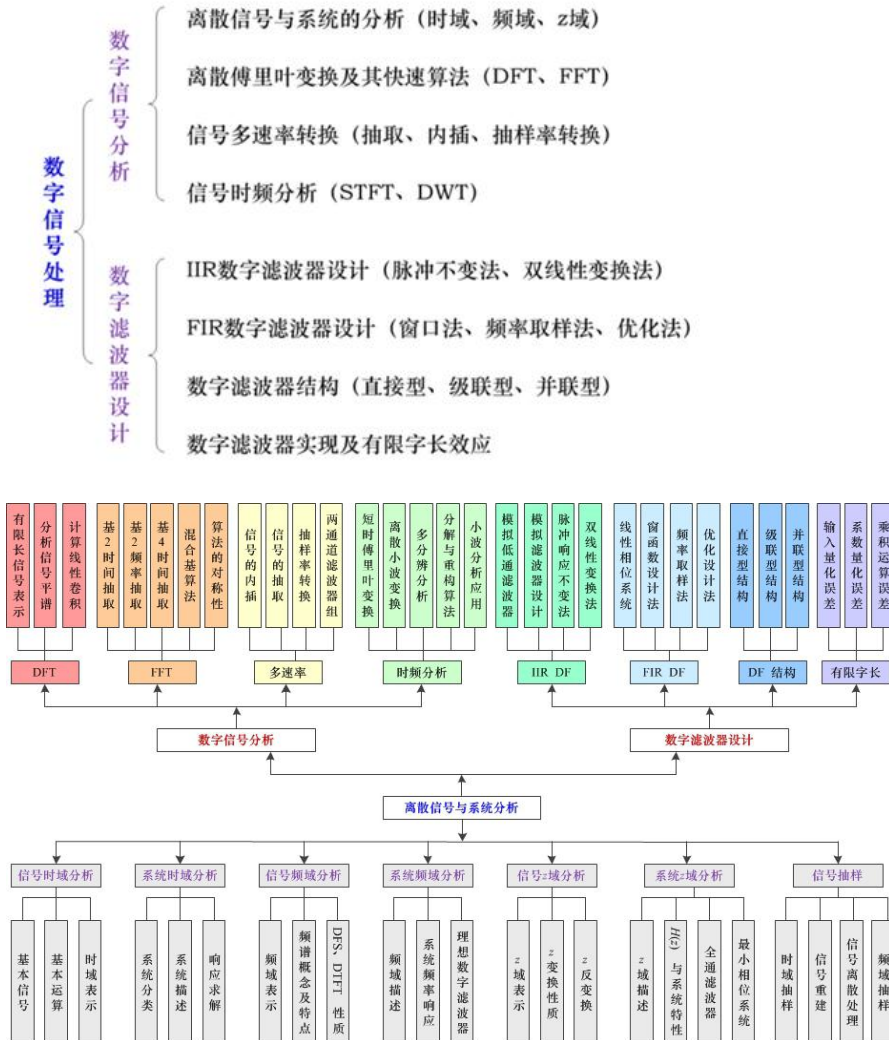 数字信号处理
数字信号分析
离散信号与系统的分析（时域、频域、z域）
离散傅里叶变换及其快速算法（DFT、FFT）
信号多速率转换（抽取、内插、抽样率转换）
信号时频分析（STFT、DWT）
数字滤波器设计
IIR数字滤波器设计（脉冲不变法、双线性变换法）
FIR数字滤波器设计（窗口法、频率取样法、优化法）
数字滤波器结构（直接型、级联型、并联型）
数字滤波器实现及有限字长效应
有限长信号表示
分析信号平谱
计算线性卷积
基2时间抽取
基2频率抽取
基4时间抽取
混合基算法
算法的对称性
信号的内插
信号的抽取
抽样率转换
两通道滤波器组
短时傅里叶变换
离散小波变换
多分辨分析
分解与重构算法
小波分析应用
模拟低通滤波器
模拟滤波器设计
脉冲响应不变法
双线性变换法
线性相位系统
窗函数设计法
频率取样法
优化设计法
直接型结构
级联型结构
并联型结构
输入量化误差
系数量化误差
乘积运算误差
DFT
FFT
多速率
时频分析
IIR DF
FIR DF
DF 结构
有限字长
数字信号分析
数字滤波器设计
离散信号与系统分析
信号时域分析
系统时域分析
信号频域分析
系统频域分析
信号z域分析
系统z域分析
信号抽样
基本信号
基本运算
时域表示
系统分类
系统描述
响应求解
频域表示
频谱概念及特点
DFS、DTFT 性质
频域描述
系统频率响应
理想数字滤波器
z域表示
z变换性质
z反变换
z域描述
H(z) 与系统特性
全通滤波器
最小相位系统
时域抽样
信号重建
信号离散处理
频域抽样